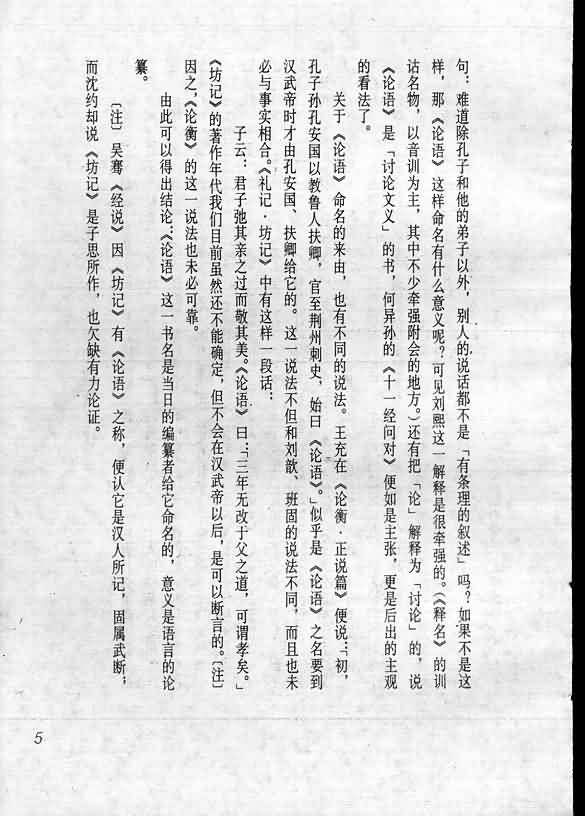 句：难道除孔子和他的弟子以外，别人的说话都不是「有条理的叙述」吗？如果不是这
样，那《论语》这样命名有什么意义呢？可见刘熙这一解释是很牵强的。（《释名》的训
诂名物，以音训为主，其中不少牵强附会的地方。）还有把「论」解释为「讨论」的，说
《论语》是「讨论文义」的书，何异孙的《十一经问对》便如是主张，更是后出的主观
的看法了。
关于《论语》命名的来由，也有不同的说法。王充在《论衡·正说篇》便说：「初，
孔子孙孔安国以教鲁人扶卿，官至荆州刺史，始曰《论语》。」似乎是《论语》之名要到
汉武帝时才由孔安国、扶卿给它的。这一说法不但和刘歆、班固的说法不同，而且也未
必与事实相合。《礼记·坊记》中有这样一段话：
子云：君子弛其亲之过而敬其美。《论语》曰：「三年无改于父之道，可谓孝矣。」
《坊记》的著作年代我们目前虽然还不能确定，但不会在汉武帝以后，是可以断言的。〔注〕
因之，《论衡》的这一说法也未必可靠。
由此可以得出结论：《论语》这一书名是当日的编纂者给它命名的，意义是语言的论
纂。
〔注〕吴骞《经说》因《坊记》有《论语》之称，便认它是汉人所记，固属武断；
而沈约却说《坊记》是子思所作，也欠缺有力论证。
5